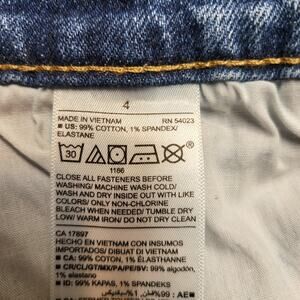 4
MADE IN VIETNAM RN 54023
■ US: 99% COTTON, 1% SPANDEX/
ELASTANE
30
1186
CLOSE ALL FASTENERS BEFORE
WASHING/ MACHINE WASH COLD/
WASH AND DRY INSIDE OUT WITH LIKE
COLORS/ ONLY NON-CHLORINE
BLEACH WHEN NEEDED/ TUMBLE DRY
LOW/ WARM IRON/ DO NOT DRY CLEAN
CA 17897
HECHO EN VIETNAM CON INSUMOS
IMPORTADOS/ DIBUAT DI VIETNAM
■ CA: 99% COTTON, 1% ÉLASTHANNE
■ CR/CL/GT/MX/PA/PE/SV: 99% algodón,
1% elastano
■ ID: 99% KAPAS, 1% SPANDEKS
■ AE: 99%